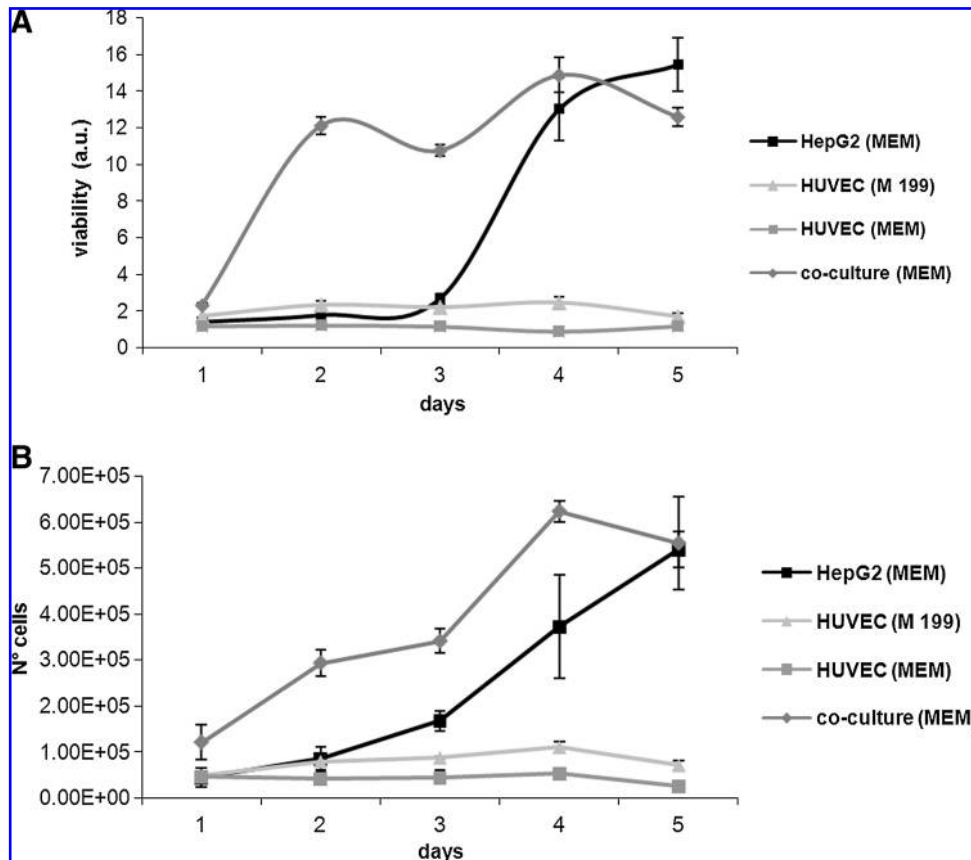 A
18
16
14
12
10
8
6
4
2
0
viability (a.u.)
1 2 3 4 5
days
HepG2 (MEM)
HUVEC (M 199)
HUVEC (MEM)
co-culture (MEM)
B
7.00E+05
6.00E+05
5.00E+05
4.00E+05
3.00E+05
2.00E+05
1.00E+05
0.00E+00
N° cells
1 2 3 4 5
days
HepG2 (MEM)
HUVEC (M 199)
HUVEC (MEM)
co-culture (MEM